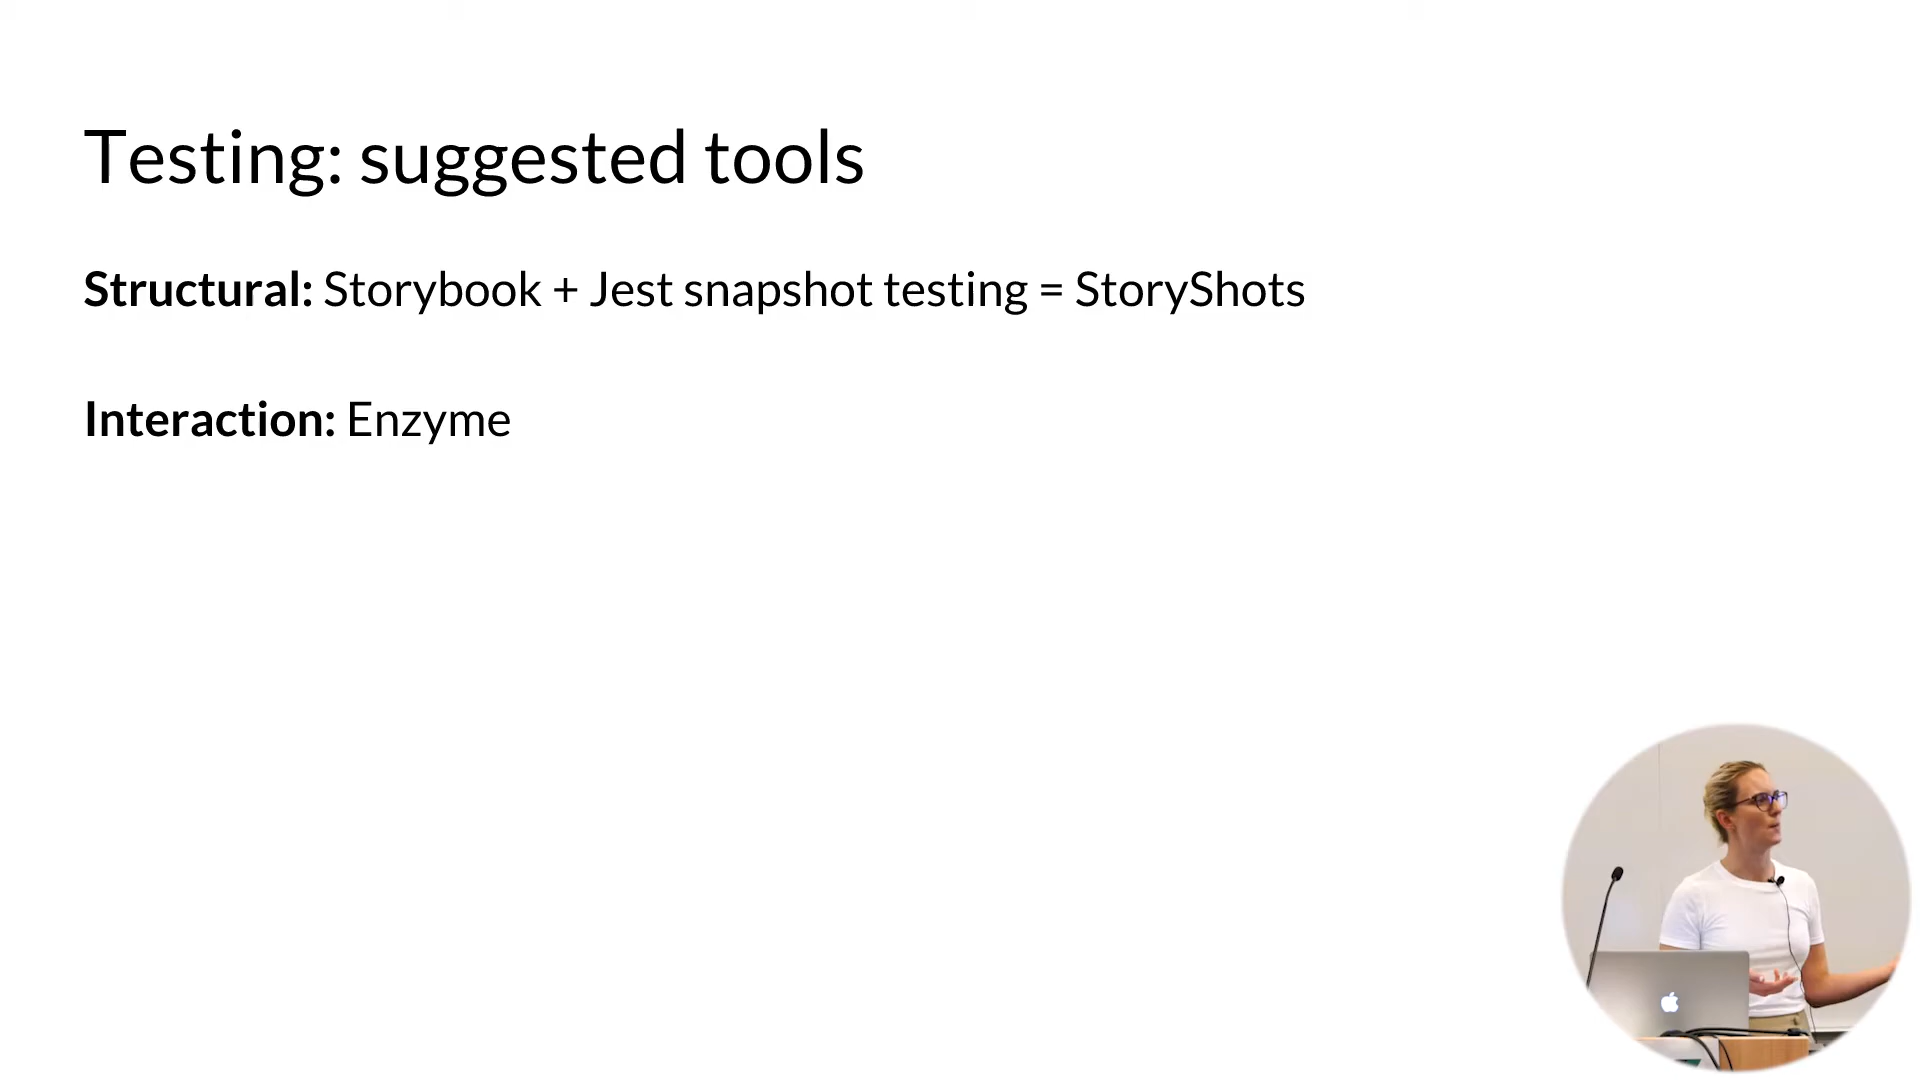 Testing: suggested tools
Structural: Storybook + Jest snapshot testing = StoryShots
Interaction: Enzyme